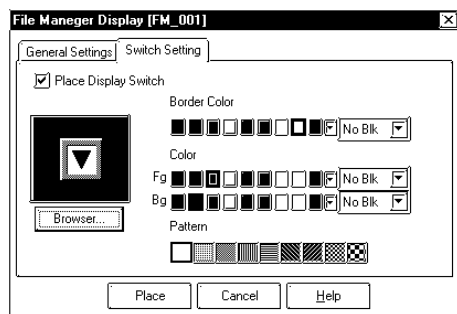 File Maneger Display [FM_001]
General Settings Switch Setting
Place Display Switch
Border Color
No Blk
Color
Fg No Blk
Bg No Blk
Browser...
Pattern
Place Cancel Help